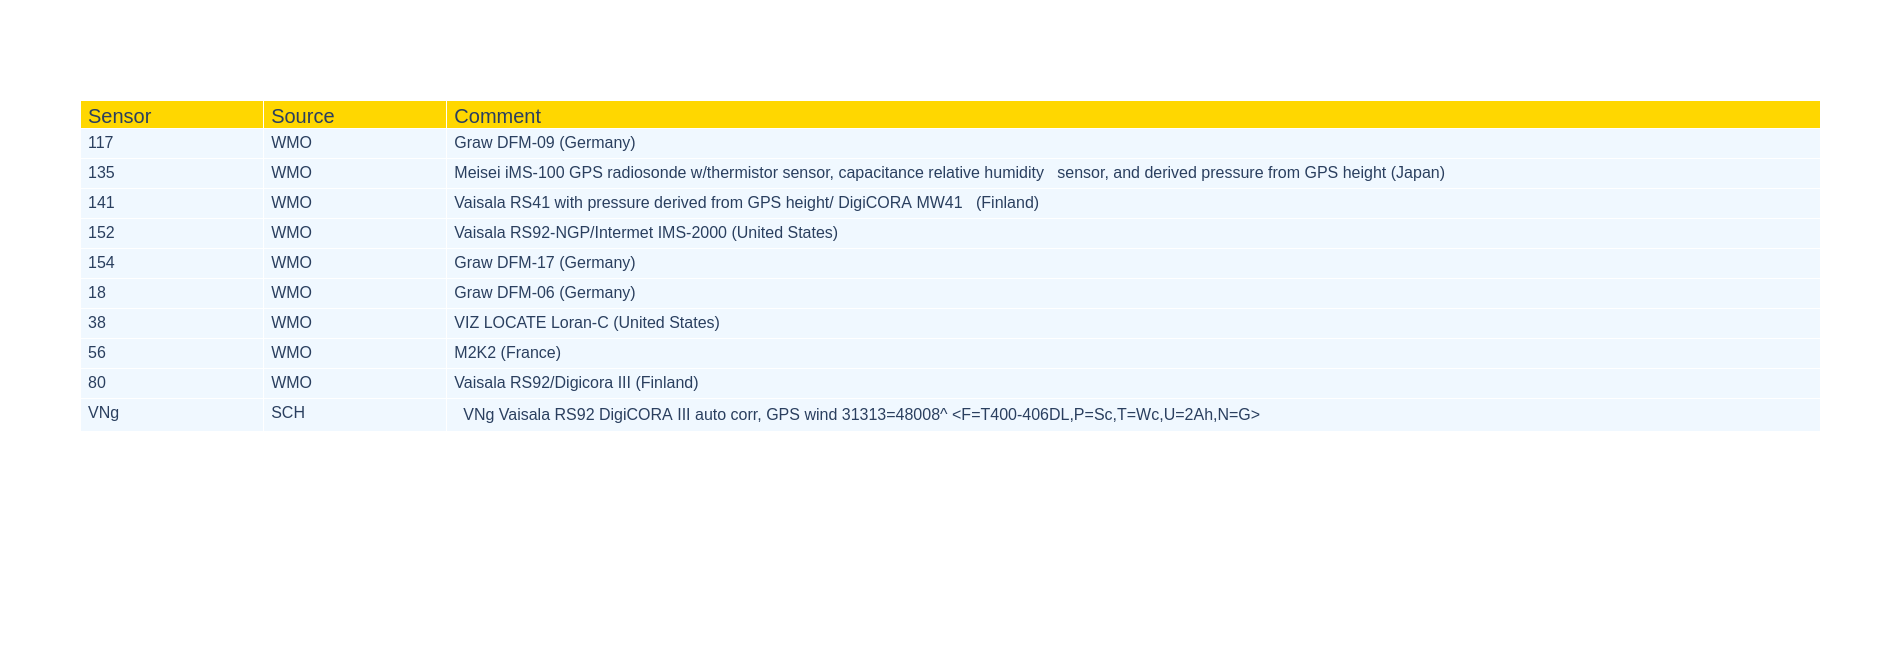 Sensor Source Comment
117 WMO Graw DFM-09 (Germany)
135 WMO Meisei iMS-100 GPS radiosonde w/thermistor sensor, capacitance relative humidity   sensor, and derived pressure from GPS height (Japan)
141 WMO Vaisala RS41 with pressure derived from GPS height/ DigiCORA MW41   (Finland)
152 WMO Vaisala RS92-NGP/Intermet IMS-2000 (United States)
154 WMO Graw DFM-17 (Germany)
18 WMO Graw DFM-06 (Germany)
38 WMO VIZ LOCATE Loran-C (United States)
56 WMO M2K2 (France)
80 WMO Vaisala RS92/Digicora III (Finland)
VNg SCH VNg Vaisala RS92 DigiCORA III auto corr, GPS wind 31313=48008^ <F=T400-406DL,P=Sc,T=Wc,U=2Ah,N=G>